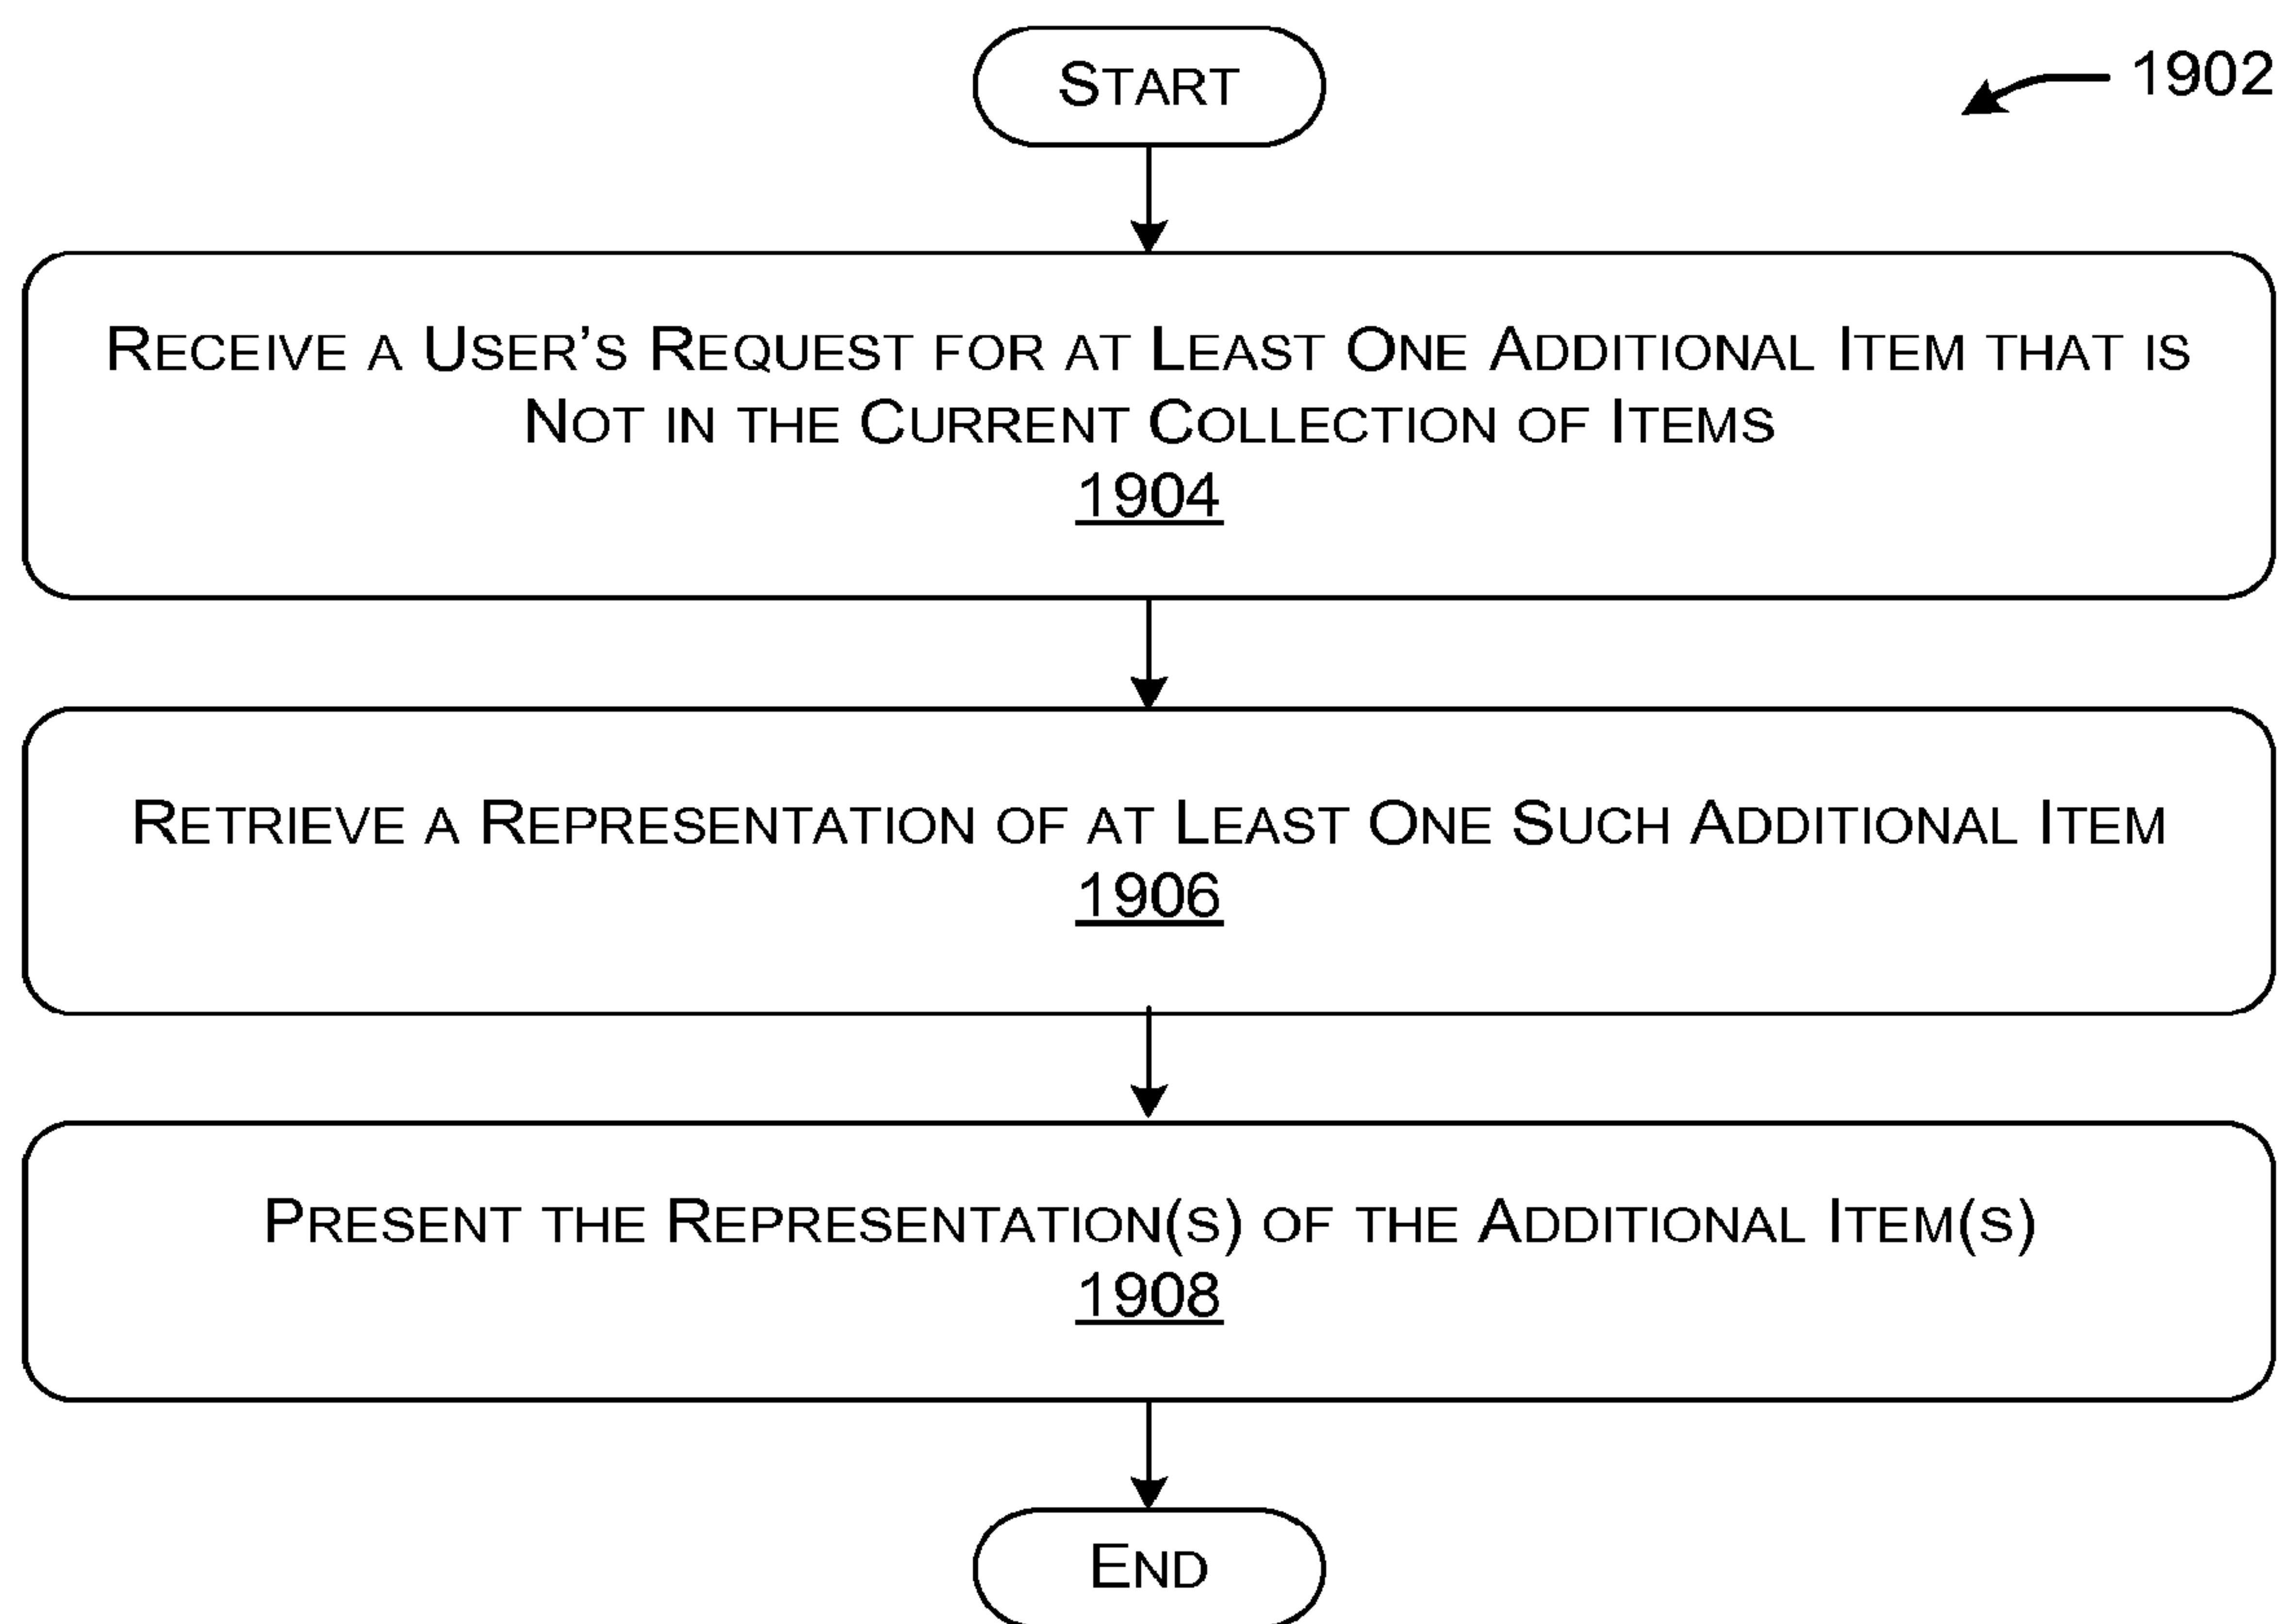 START
1902
RECEIVE A USER'S REQUEST FOR AT LEAST ONE ADDITIONAL ITEM THAT IS
NOT IN THE CURRENT COLLECTION OF ITEMS
1904
RETRIEVE A REPRESENTATION OF AT LEAST ONE SUCH ADDITIONAL ITEM
1906
PRESENT THE REPRESENTATION(S) OF THE ADDITIONAL ITEM(S)
1908
END